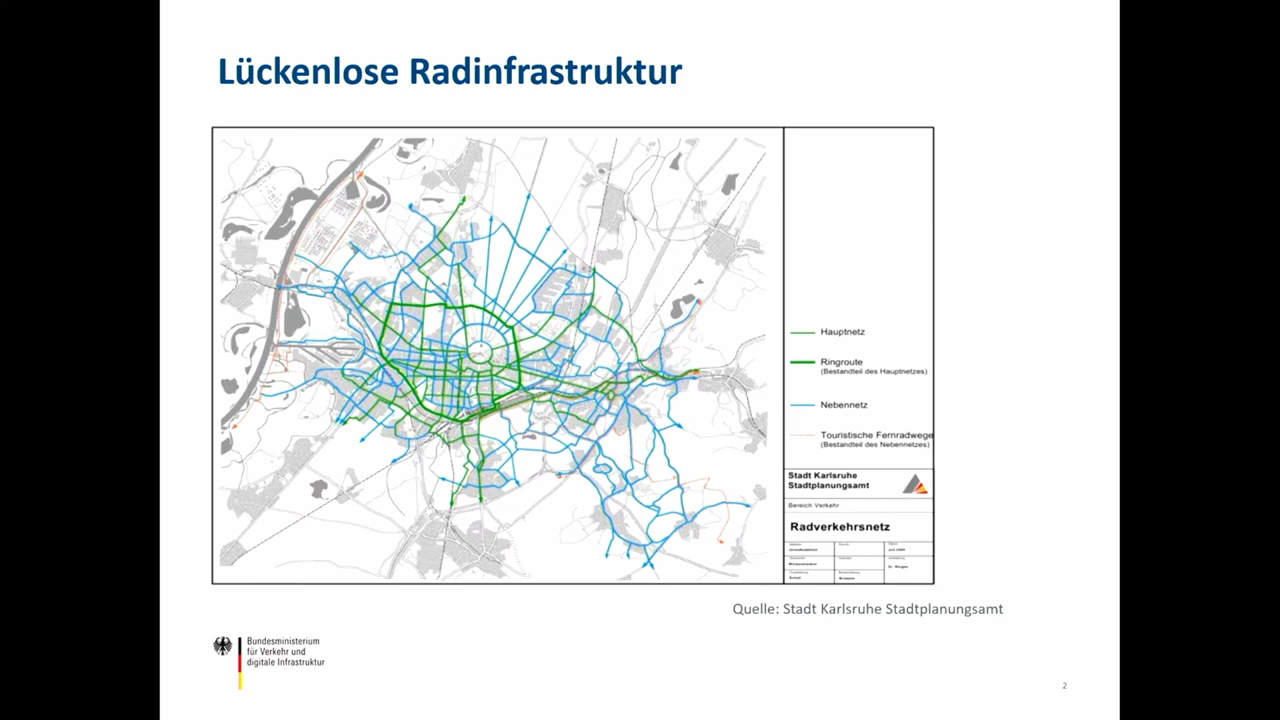 Lückenlose Radinfrastruktur
Hauptnetz
Ringroute
(Bestandteil des Hauptnetzes)
Nebennetz
Touristische Fernradwege
(Bestandteil des Nebennetzes)
Stadt Karlsruhe
Stadtplanungsamt
Bereich Verkehr
Radverkehrsnetz
Quelle: Stadt Karlsruhe Stadtplanungsamt
Bundesministerium
für Verkehr und
digitale Infrastruktur
2